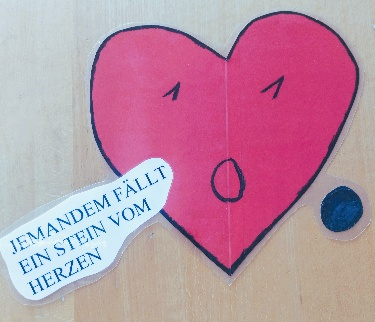 JEMANDEM FÄLLT
EIN STEIN VOM
HERZEN